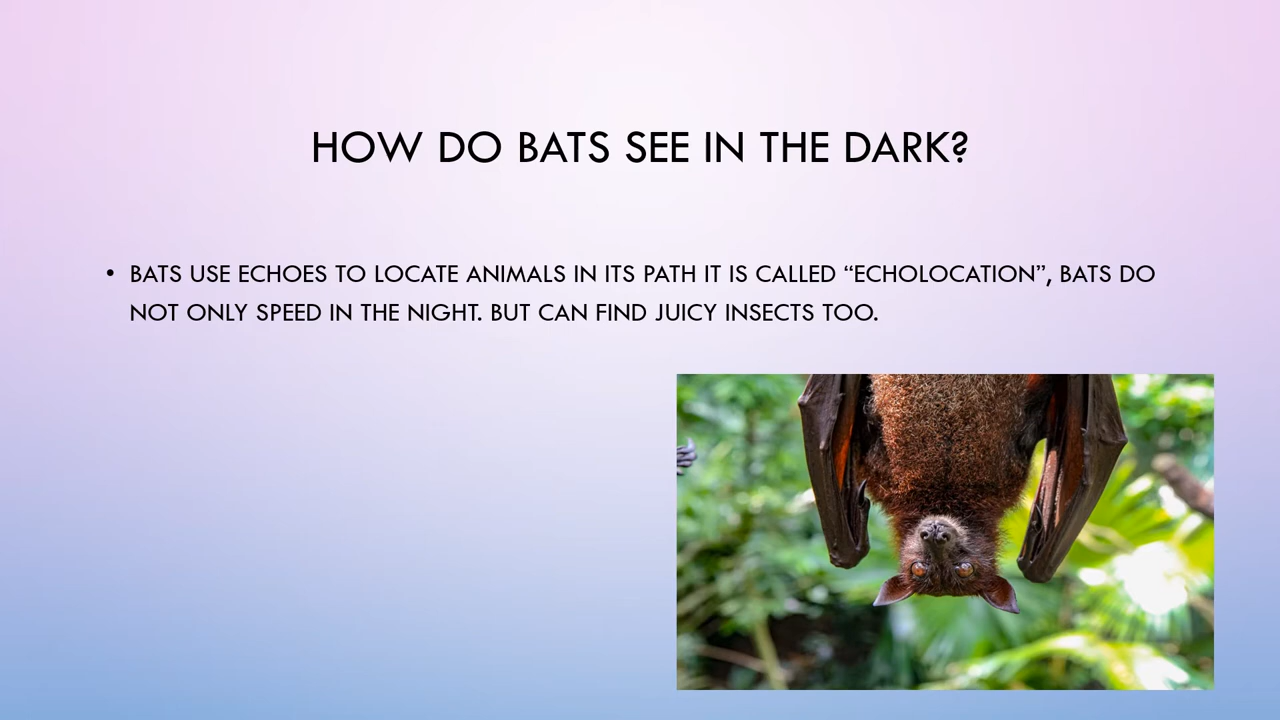 HOW DO BATS SEE IN THE DARK?
• BATS USE ECHOES TO LOCATE ANIMALS IN ITS PATH IT IS CALLED “ECHOLOCATION”, BATS DO
NOT ONLY SPEED IN THE NIGHT. BUT CAN FIND JUICY INSECTS TOO.